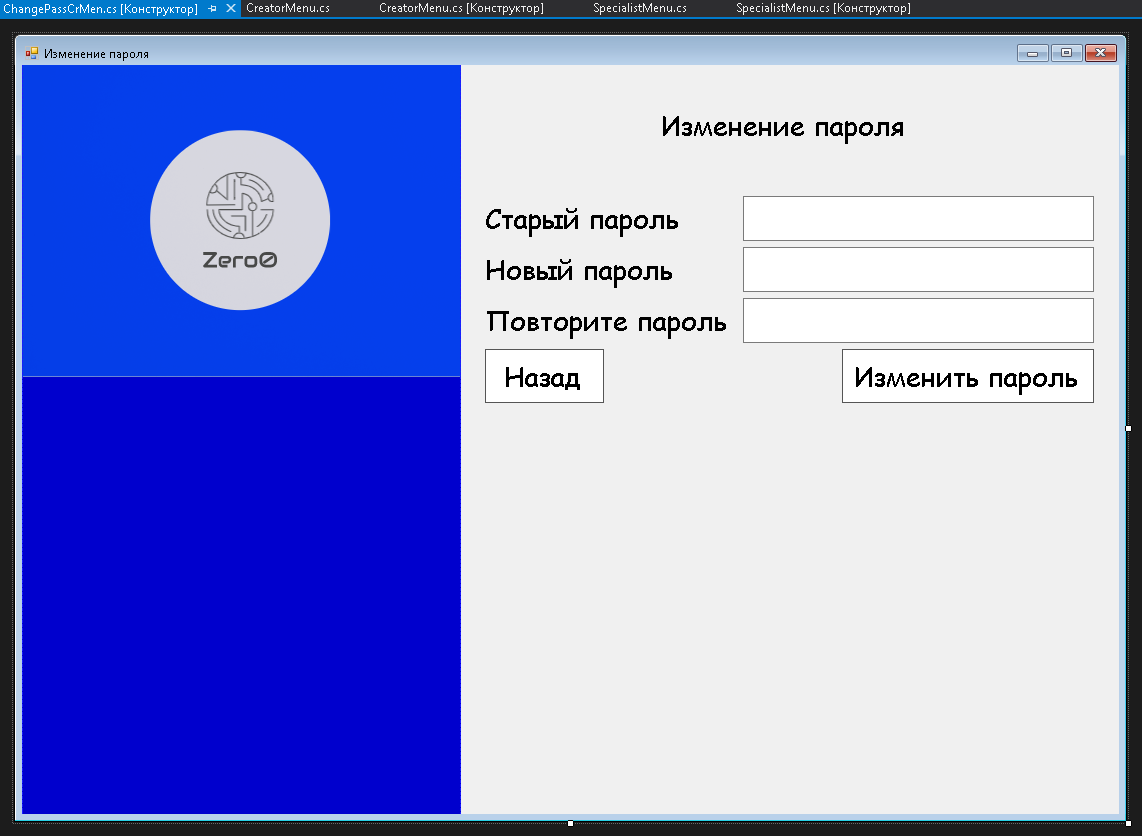 ChangePassCrMen.cs [Конструктор] CreatorMenu.cs CreatorMenu.cs [Конструктор] SpecialistMenu.cs SpecialistMenu.cs [Конструктор]
Изменение пароля
Zero0
Изменение пароля
Старый пароль
Новый пароль
Повторите пароль
Назад Изменить пароль